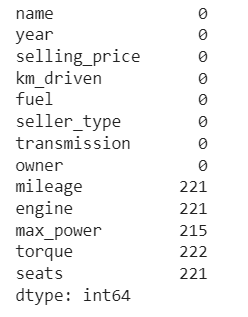 name 0
year 0
selling_price 0
km_driven 0
fuel 0
seller_type 0
transmission 0
owner 0
mileage 221
engine 221
max_power 215
torque 222
seats 221
dtype: int64